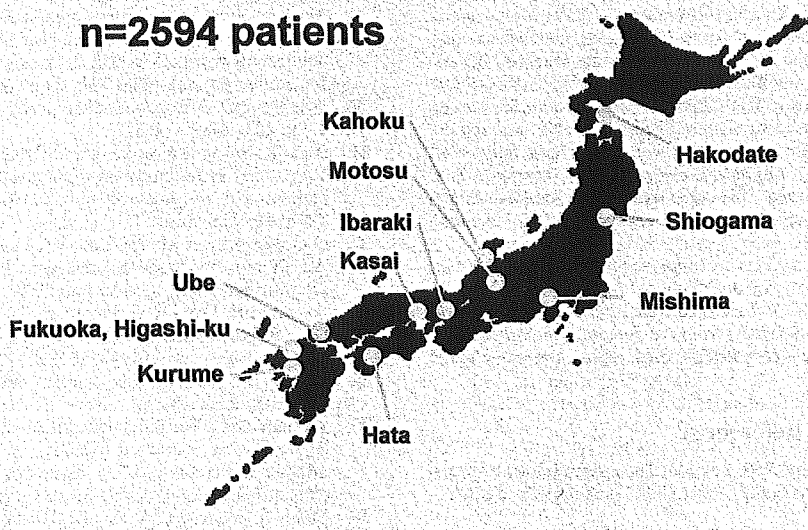 n=2594 patients
Kahoku
Hakodate
Motosu
Ibaraki
Shiogama
Kasai
Ube
Mishima
Fukuoka, Higashi-ku
Kurume
Hata